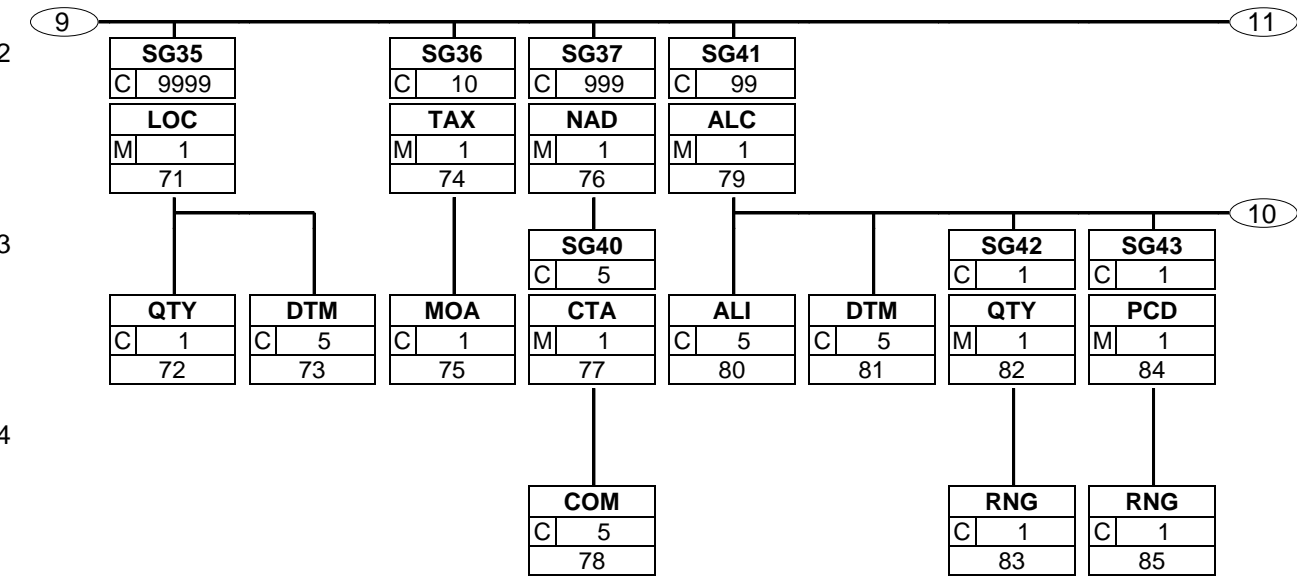 9 11
2 SG35 SG36 SG37 SG41
C 9999 C 10 C 999 C 99
LOC TAX NAD ALC
M 1 M 1 M 1 M 1
71 74 76 79
10
3 SG40 SG42 SG43
C 5 C 1 C 1
QTY DTM MOA CTA ALI DTM QTY PCD
C 1 C 5 C 1 M 1 C 5 C 5 M 1 M 1
72 73 75 77 80 81 82 84
4
COM RNG RNG
C 5 C 1 C 1
78 83 85